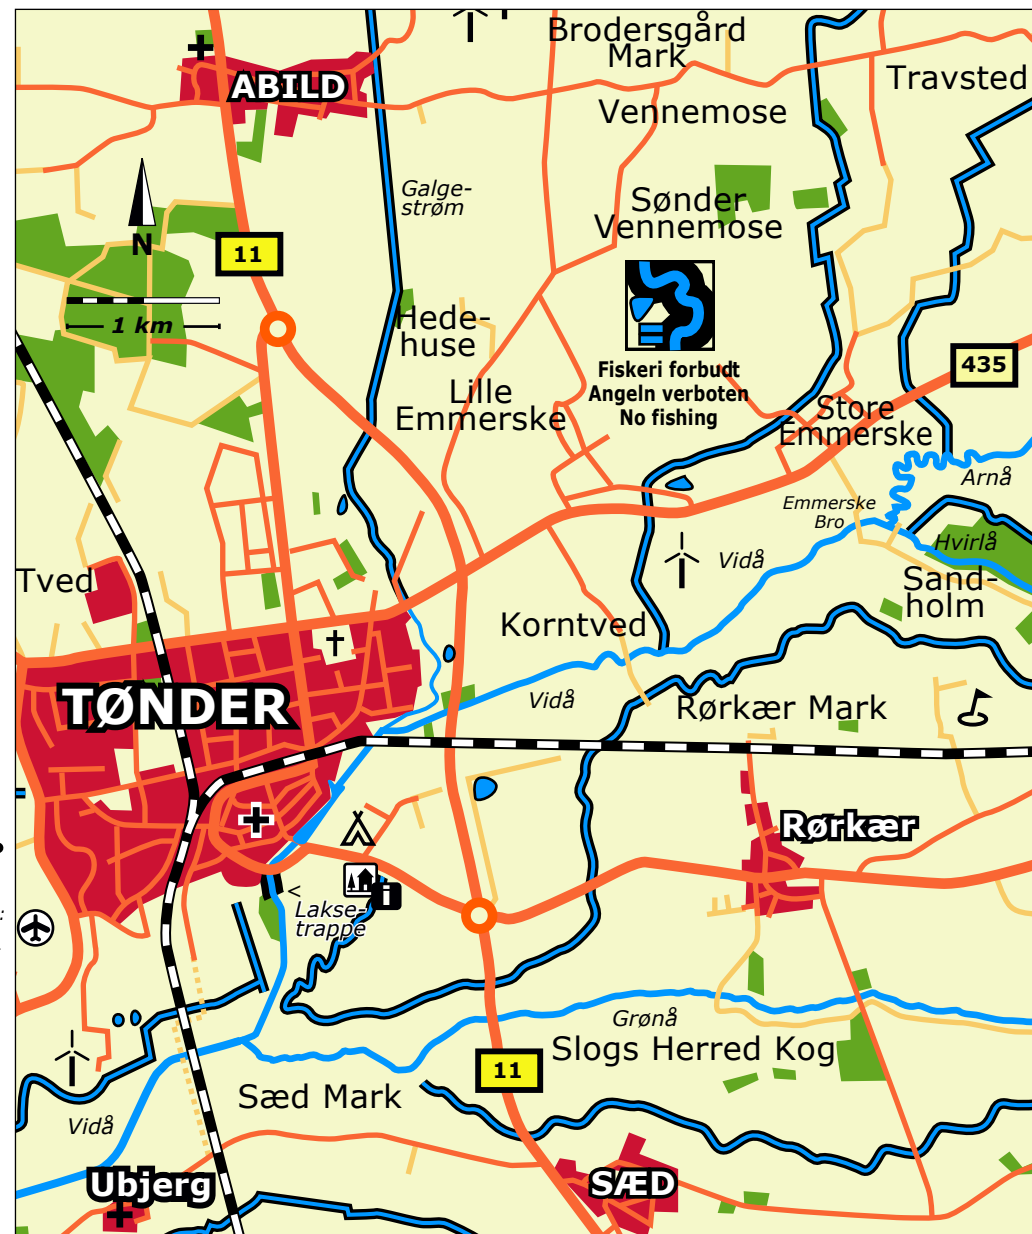 Brodersgård
Mark
ABILD
Travsted
Vennemose
Galge-
strøm
Sønder
Vennemose
N
11
1 km
Hede-
huse
Fiskeri forbudt
Angeln verboten
No fishing
435
Lille
Emmerske
Store
Emmerske
Arnå
Emmerske
Bro
Hvirlå
Vidå
Tved
Sand-
holm
Korntved
TØNDER
Vidå
Rørkær Mark
Rørkær
i
<
Lakse-
trappe
Grønå
Slogs Herred Kog
11
Sæd Mark
Vidå
Ubjerg
SÆD